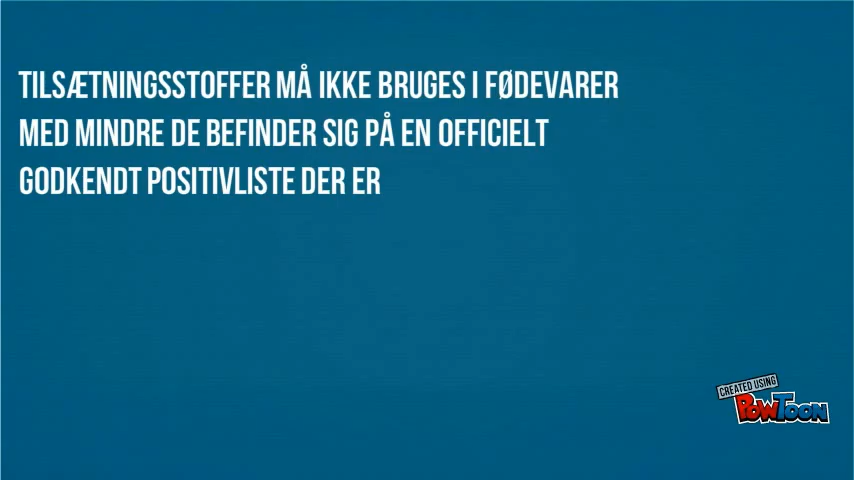 TILSÆTNINGSSTOFFER MÅ IKKE BRUGES I FØDEVARER
MED MINDRE DE BEFINDER SIG PÅ EN OFFICIELT
GODKENDT POSITIVLISTE DER ER
CREATED USING
POWTOON